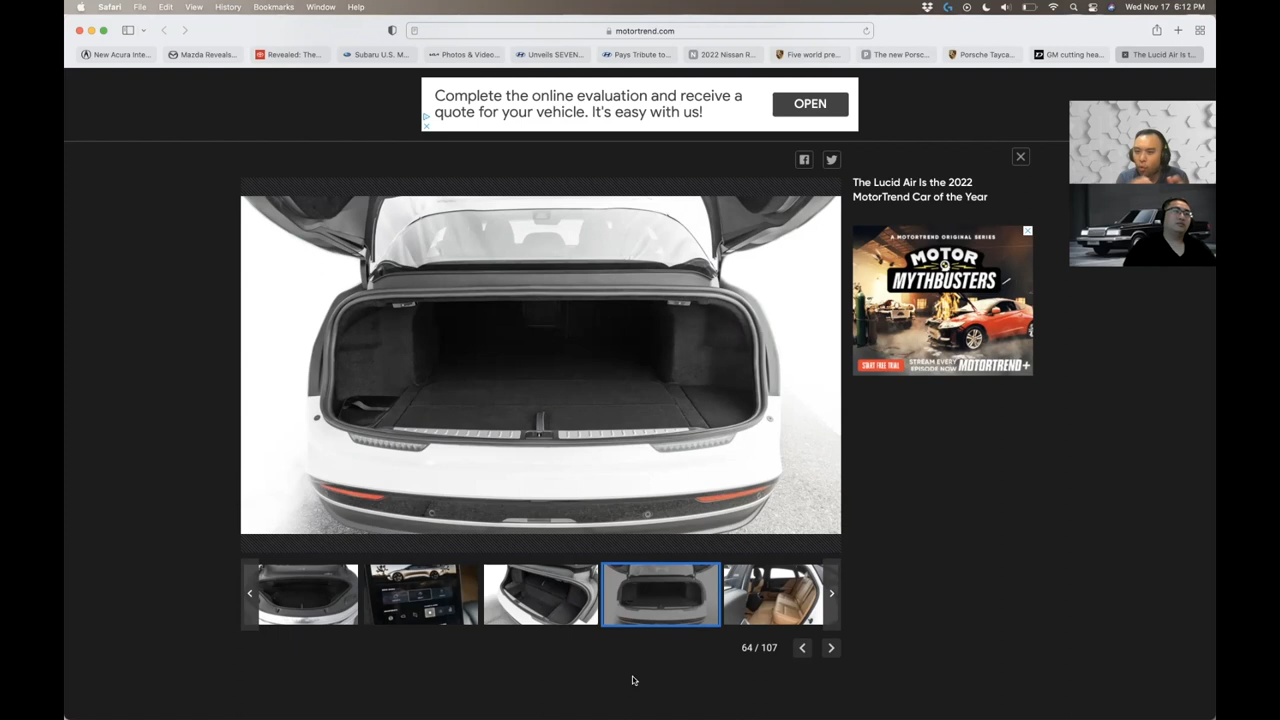 Safari File Edit View History Bookmarks Window Help Wed Nov 17 6:12 PM
motortrend.com
New Acura Inte... Mazda Reveals... Revealed: The... Subaru U.S. M... Photos & Video... Unveils SEVEN... Pays Tribute to... 2022 Nissan R... Five world pre... The new Porsc... Porsche Tayca... GM cutting hea... The Lucid Air Is t...
Complete the online evaluation and receive a
quote for your vehicle. It's easy with us!
OPEN
The Lucid Air Is the 2022
MotorTrend Car of the Year
A MOTORTREND ORIGINAL SERIES
MOTOR
MYTHBUSTERS
START FREE TRIAL
STREAM EVERY
EPISODE NOW
MOTORTREND+
64 / 107